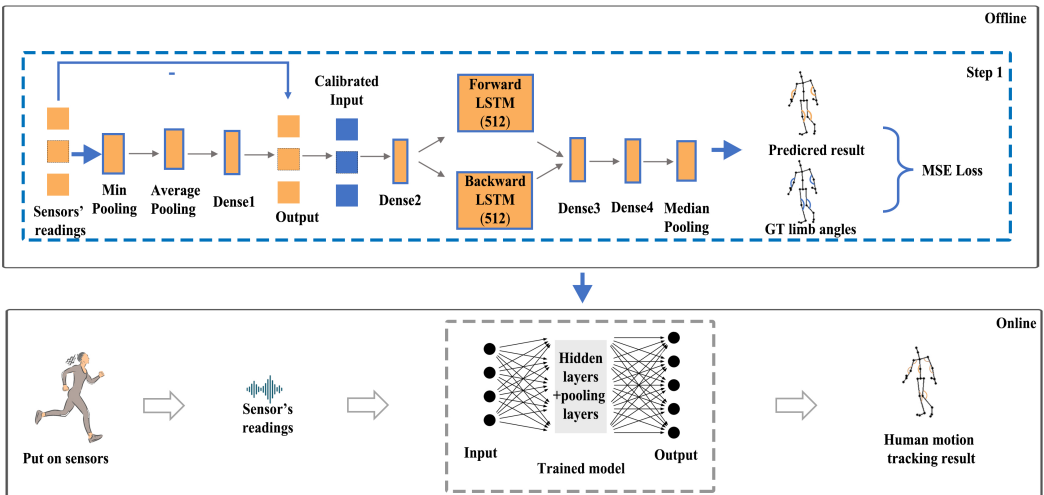 Offline
Step 1
Calibrated
Input
Forward
LSTM
(512)
Backward
LSTM
(512)
Sensors'
readings
Min
Pooling
Average
Pooling
Dense1
-
Output
Dense2
Dense3
Dense4
Median
Pooling
Predicred result
GT limb angles
MSE Loss
Online
Put on sensors
Sensor's
readings
Input
Hidden
layers
+pooling
layers
Output
Trained model
Human motion
tracking result